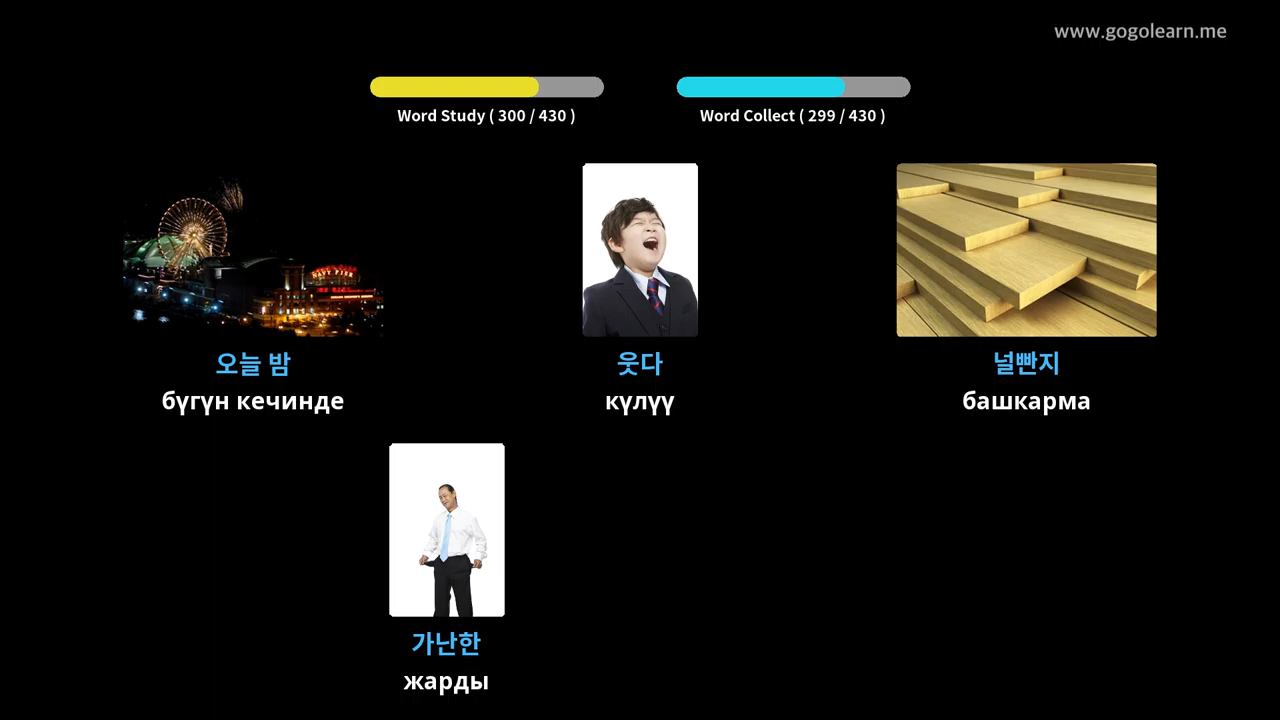 www.gogolearn.me
Word Study ( 300 / 430 )
Word Collect ( 299 / 430 )
오늘 밤
бүгүн кечинде
웃다
күлүү
널빤지
башкарма
가난한
жарды